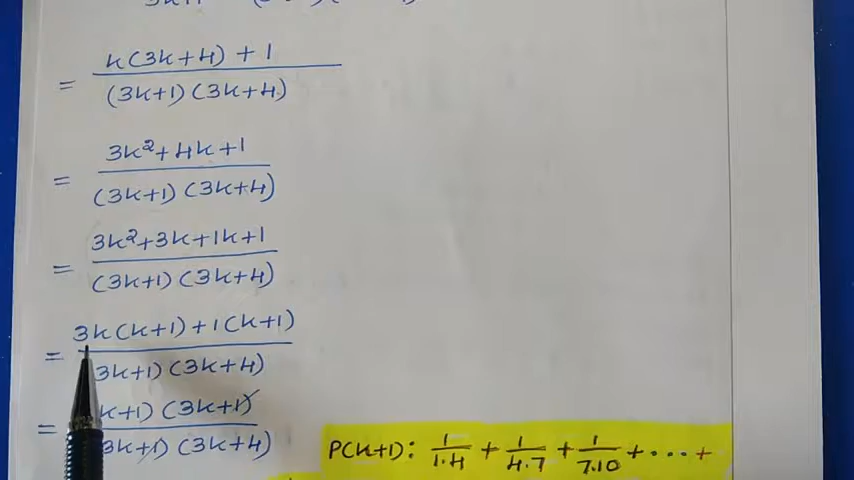 = k(3k+4) + 1 / (3k+1) (3k+4)
= 3k²+4k+1 / (3k+1) (3k+4)
= 3k²+3k+1k+1 / (3k+1) (3k+4)
= 3k(k+1)+1(k+1) / 3k+1) (3k+4)
= k+1) (3k+1) / 3k+1) (3k+4)
P(k+1): 1/1.4 + 1/4.7 + 1/7.10 + .... +